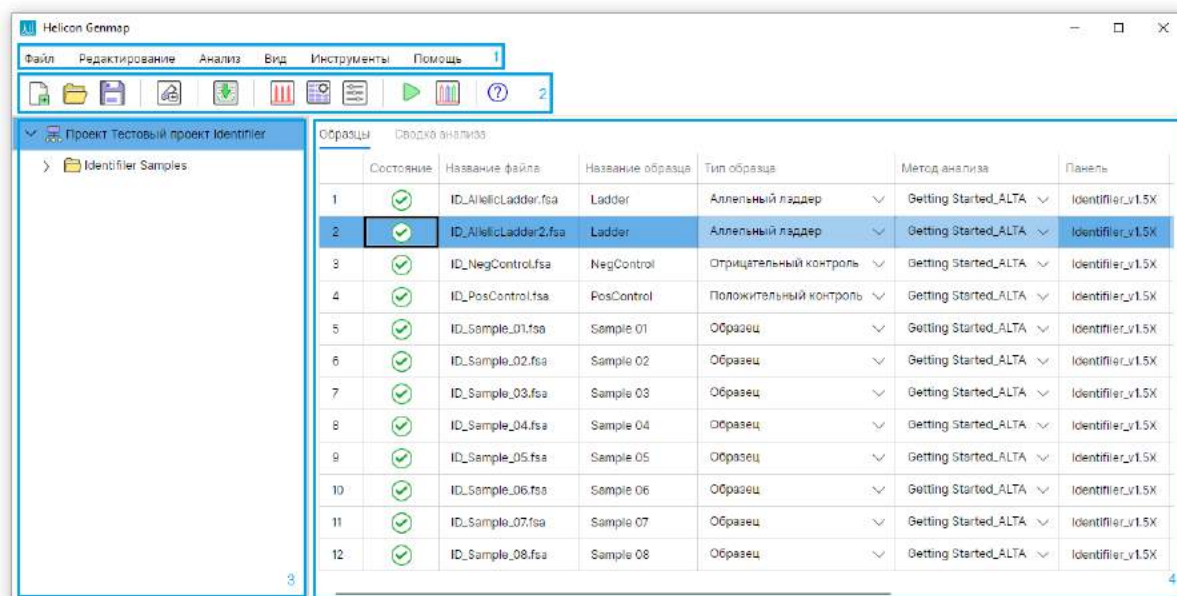 Helicon Genmap
Файл Редактирование Анализ Вид Инструменты Помощь 1
2
Проект Тестовый проект Identifiler
Identifiler Samples
3
Образцы Сводка анализа
Состояние Название файла Название образца Тип образца Метод анализа Панель
1 ID_AllelicLadder.fsa Ladder Аллельный лэддер Getting Started_ALTA Identifiler_v1.5X
2 ID_AllelicLadder2.fsa Ladder Аллельный лэддер Getting Started_ALTA Identifiler_v1.5X
3 ID_NegControl.fsa NegControl Отрицательный контроль Getting Started_ALTA Identifiler_v1.5X
4 ID_PosControl.fsa PosControl Положительный контроль Getting Started_ALTA Identifiler_v1.5X
5 ID_Sample_01.fsa Sample 01 Образец Getting Started_ALTA Identifiler_v1.5X
6 ID_Sample_02.fsa Sample 02 Образец Getting Started_ALTA Identifiler_v1.5X
7 ID_Sample_03.fsa Sample 03 Образец Getting Started_ALTA Identifiler_v1.5X
8 ID_Sample_04.fsa Sample 04 Образец Getting Started_ALTA Identifiler_v1.5X
9 ID_Sample_05.fsa Sample 05 Образец Getting Started_ALTA Identifiler_v1.5X
10 ID_Sample_06.fsa Sample 06 Образец Getting Started_ALTA Identifiler_v1.5X
11 ID_Sample_07.fsa Sample 07 Образец Getting Started_ALTA Identifiler_v1.5X
12 ID_Sample_08.fsa Sample 08 Образец Getting Started_ALTA Identifiler_v1.5X
4